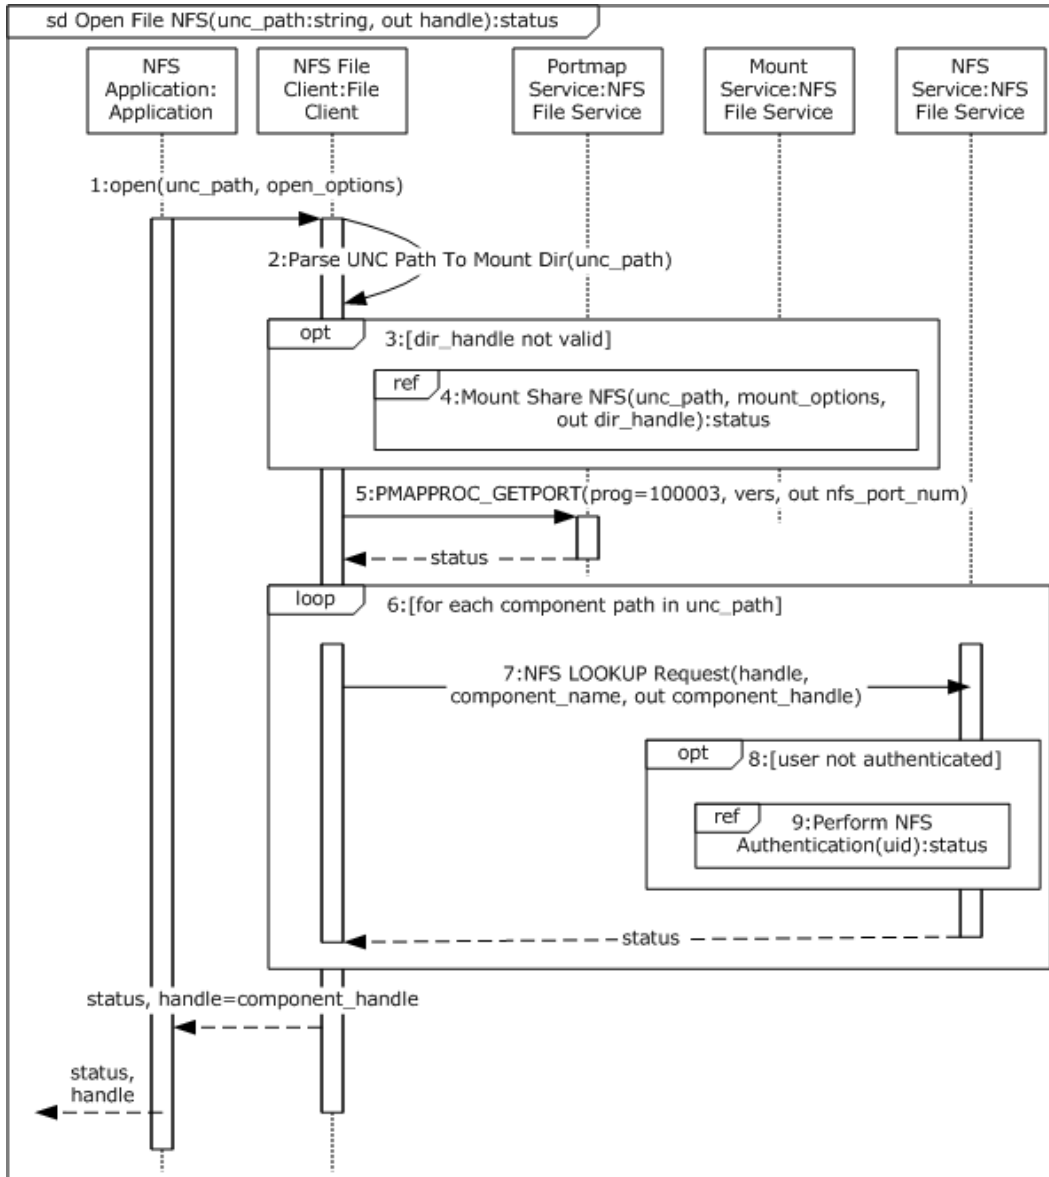 sd Open File NFS(unc_path:string, out handle):status
NFS
Application:
Application
NFS File
Client:File
Client
Portmap
Service:NFS
File Service
Mount
Service:NFS
File Service
NFS
Service:NFS
File Service
1:open(unc_path, open_options)
2:Parse UNC Path To Mount Dir(unc_path)
opt
3:[dir_handle not valid]
ref
4:Mount Share NFS(unc_path, mount_options,
out dir_handle):status
5:PMAPPROC_GETPORT(prog=100003, vers, out nfs_port_num)
status
loop
6:[for each component path in unc_path]
7:NFS LOOKUP Request(handle,
component_name, out component_handle)
opt
8:[user not authenticated]
ref
9:Perform NFS
Authentication(uid):status
status
status, handle=component_handle
status,
handle